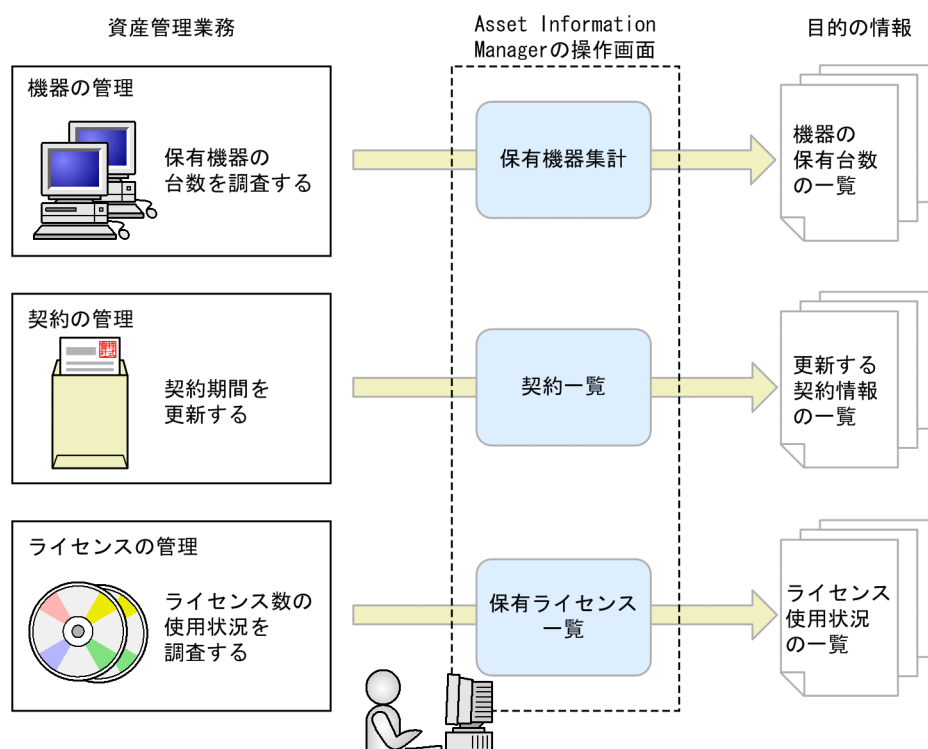 資産管理業務
Asset Information
Managerの操作画面
目的の情報
機器の管理
保有機器の
台数を調査する
保有機器集計
機器の
保有台数
の一覧
契約の管理
契約期間を
更新する
契約一覧
更新する
契約情報
の一覧
ライセンスの管理
ライセンス数の
使用状況を
調査する
保有ライセンス
一覧
ライセンス
使用状況
の一覧